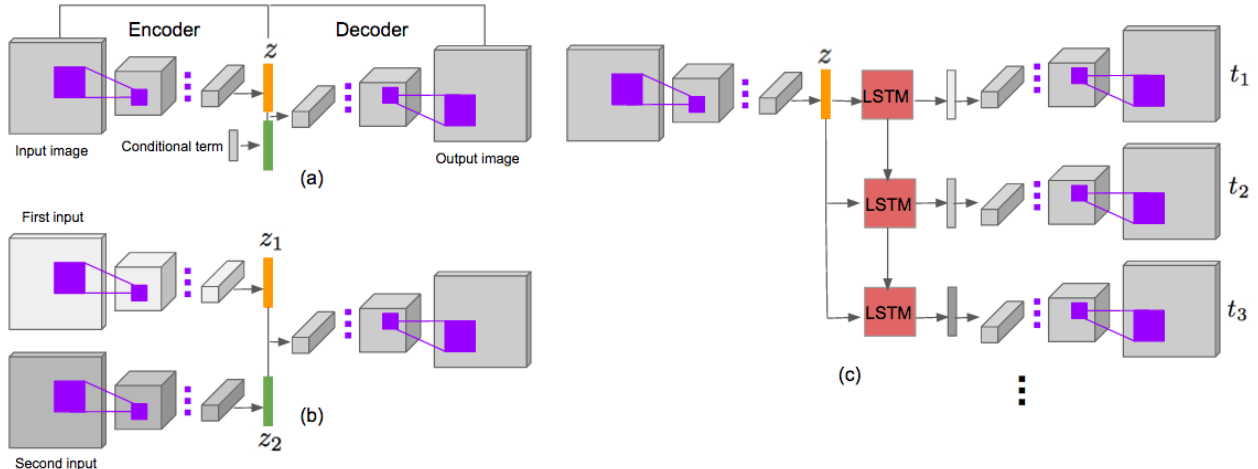 Encoder
Decoder
z
Input image
Conditional term
Output image
(a)
First input
z1
z2
Second input
(b)
z
LSTM
t1
LSTM
t2
LSTM
t3
(c)